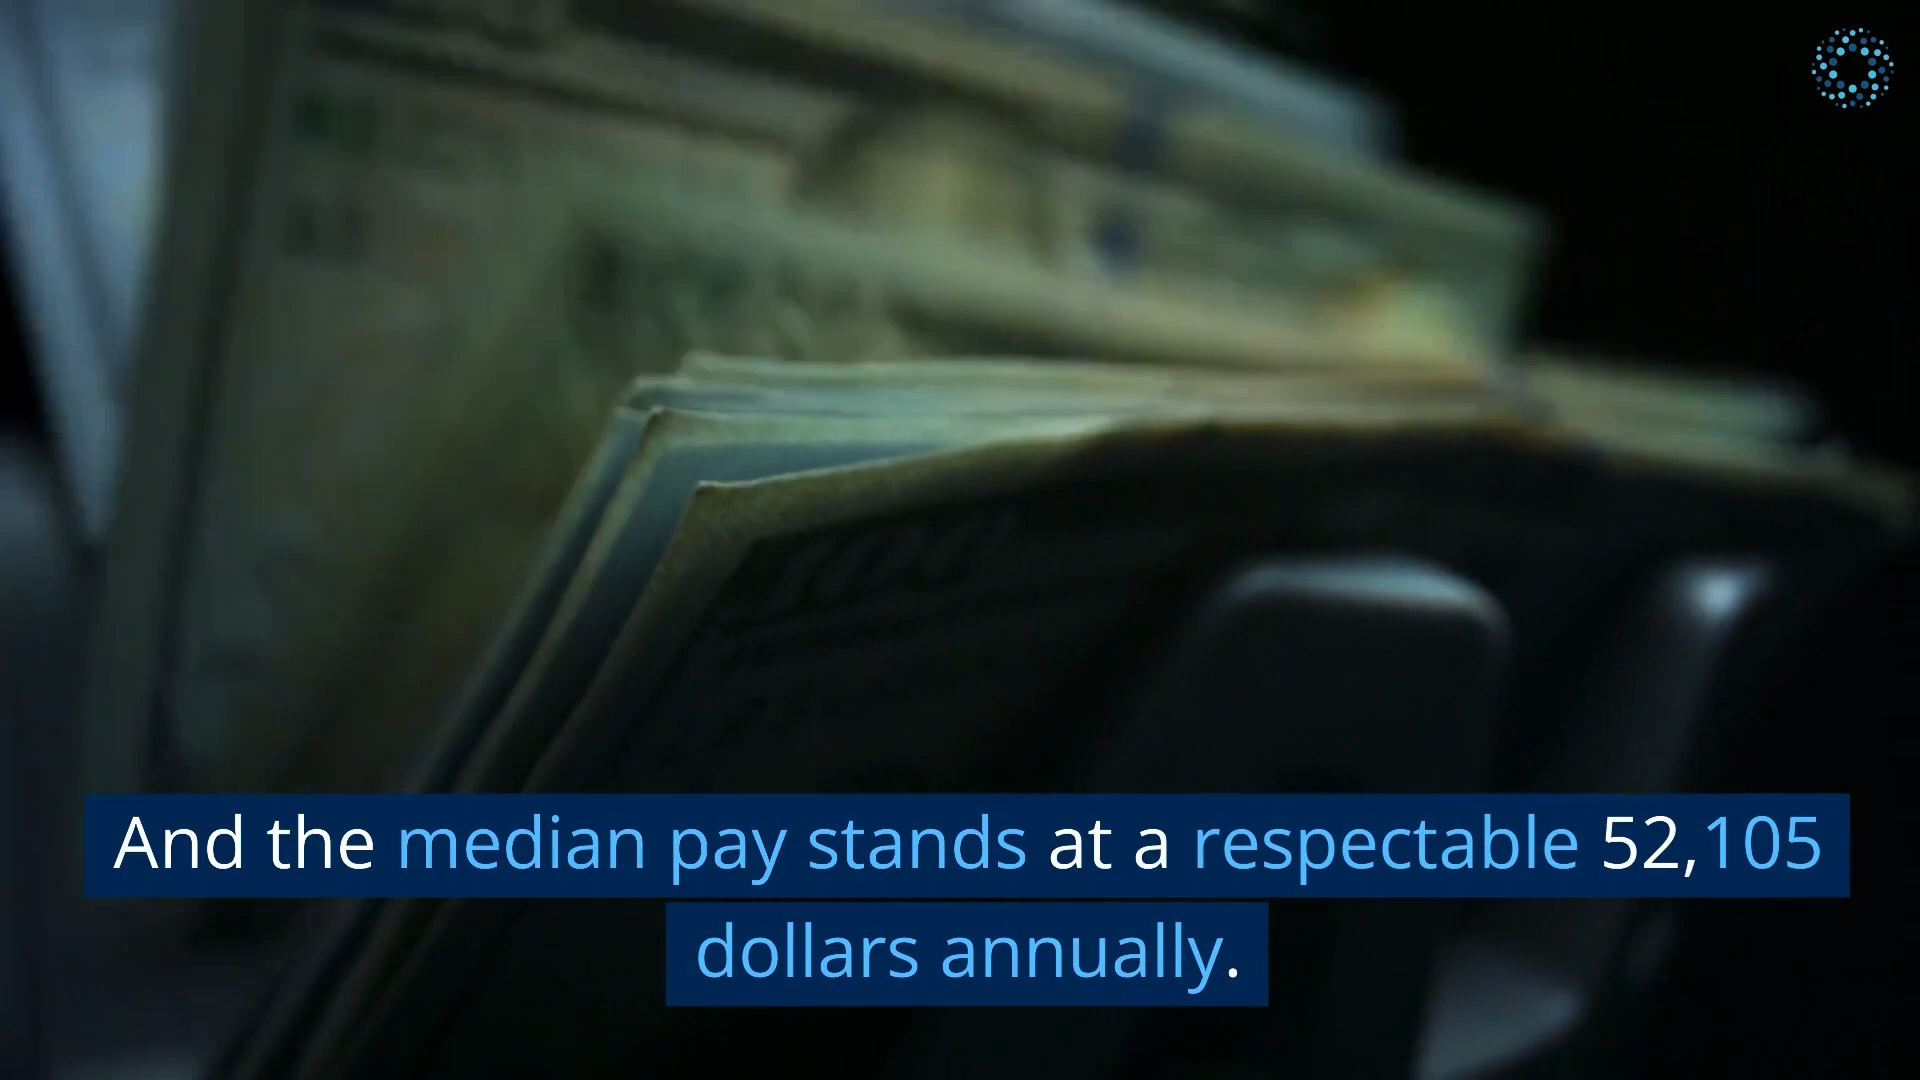 And the median pay stands at a respectable 52,105
dollars annually.